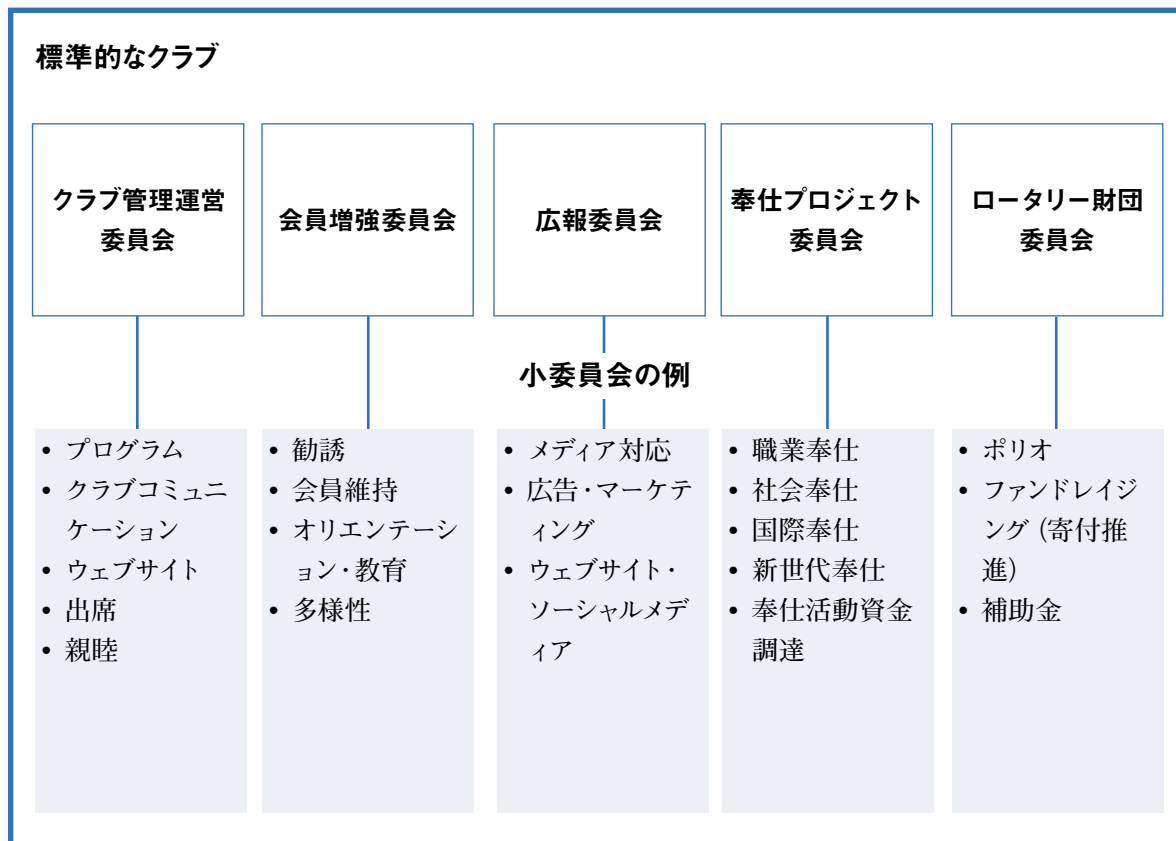 標準的なクラブ
クラブ管理運営
委員会
会員増強委員会
広報委員会
奉仕プロジェクト
委員会
ロータリー財団
委員会
小委員会の例
• プログラム
• クラブコミュニ
ケーション
• ウェブサイト
• 出席
• 親睦
• 勧誘
• 会員維持
• オリエンテーシ
ョン・教育
• 多様性
• メディア対応
• 広告・マーケテ
ィング
• ウェブサイト・
ソーシャルメデ
ィア
• 職業奉仕
• 社会奉仕
• 国際奉仕
• 新世代奉仕
• 奉仕活動資金
調達
• ポリオ
• ファンドレイジ
ング（寄付推
進）
• 補助金